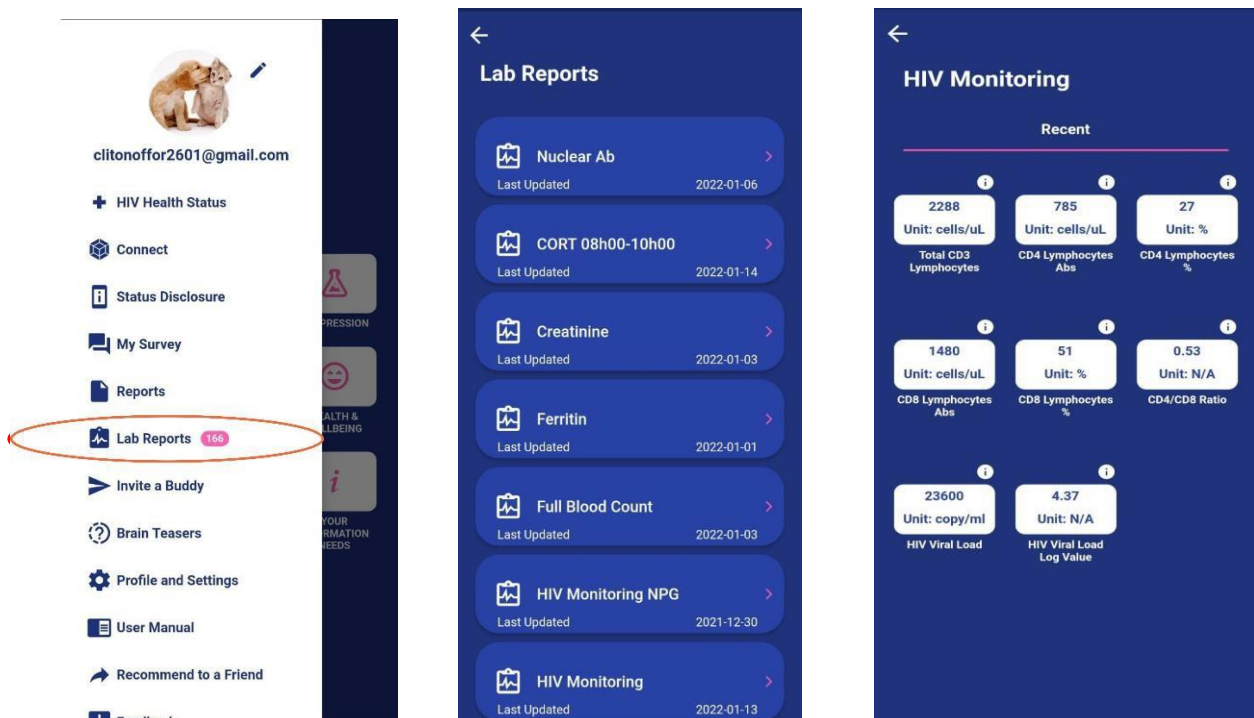 clitonoffor2601@gmail.com
HIV Health Status
Connect
Status Disclosure
My Survey
Reports
Lab Reports 166
Invite a Buddy
Brain Teasers
Profile and Settings
User Manual
Recommend to a Friend
PRESSION
ALTH &
LLBEING
YOUR
RMATION
NEEDS
Lab Reports
Nuclear Ab
Last Updated 2022-01-06
CORT 08h00-10h00
Last Updated 2022-01-14
Creatinine
Last Updated 2022-01-03
Ferritin
Last Updated 2022-01-01
Full Blood Count
Last Updated 2022-01-03
HIV Monitoring NPG
Last Updated 2021-12-30
HIV Monitoring
Last Updated 2022-01-13
HIV Monitoring
Recent
2288
Unit: cells/uL
Total CD3
Lymphocytes
785
Unit: cells/uL
CD4 Lymphocytes
Abs
27
Unit: %
CD4 Lymphocytes
%
1480
Unit: cells/uL
CD8 Lymphocytes
Abs
51
Unit: %
CD8 Lymphocytes
%
0.53
Unit: N/A
CD4/CD8 Ratio
23600
Unit: copy/ml
HIV Viral Load
4.37
Unit: N/A
HIV Viral Load
Log Value